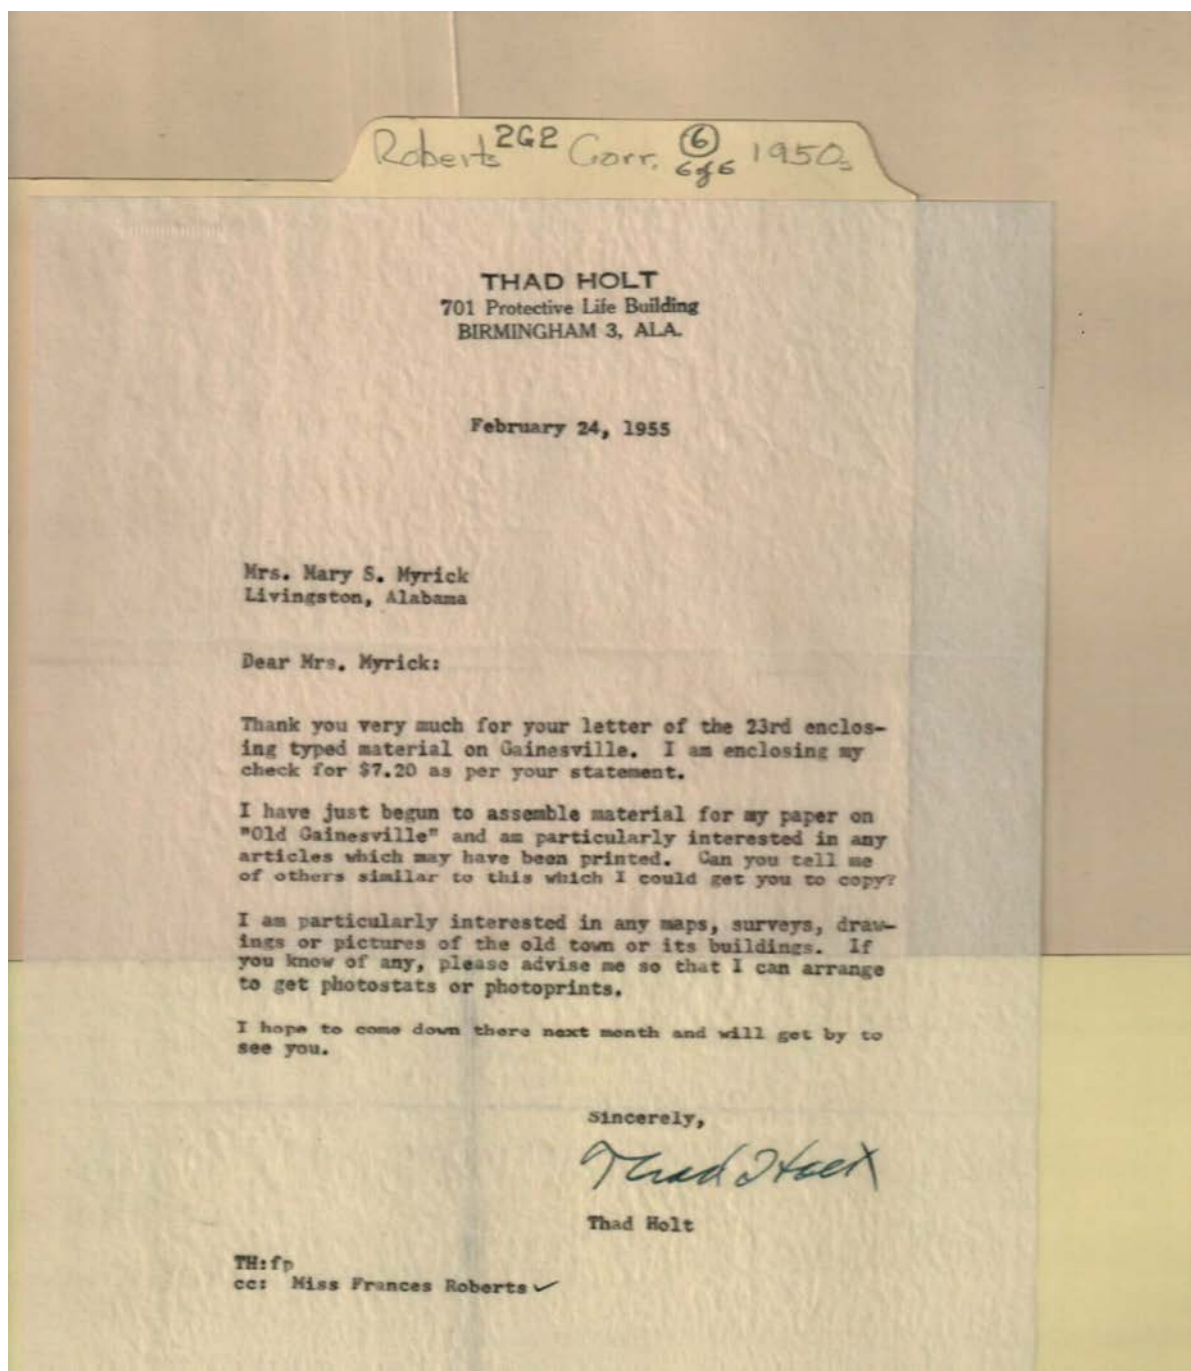 Roberts 2G2 Corr. 6 1950s
6 of 6
THAD HOLT
701 Protective Life Building
BIRMINGHAM 3, ALA.
February 24, 1955
Mrs. Mary S. Myrick
Livingston, Alabama
Dear Mrs. Myrick:
Thank you very much for your letter of the 23rd enclos-
ing typed material on Gainesville. I am enclosing my
check for $7.20 as per your statement.
I have just begun to assemble material for my paper on
"Old Gainesville" and am particularly interested in any
articles which may have been printed. Can you tell me
of others similar to this which I could get you to copy?
I am particularly interested in any maps, surveys, draw-
ings or pictures of the old town or its buildings. If
you know of any, please advise me so that I can arrange
to get photostats or photoprints.
I hope to come down there next month and will get by to
see you.
Sincerely,
Thad Holt
Thad Holt
TH:fp
cc: Miss Frances Roberts ✓